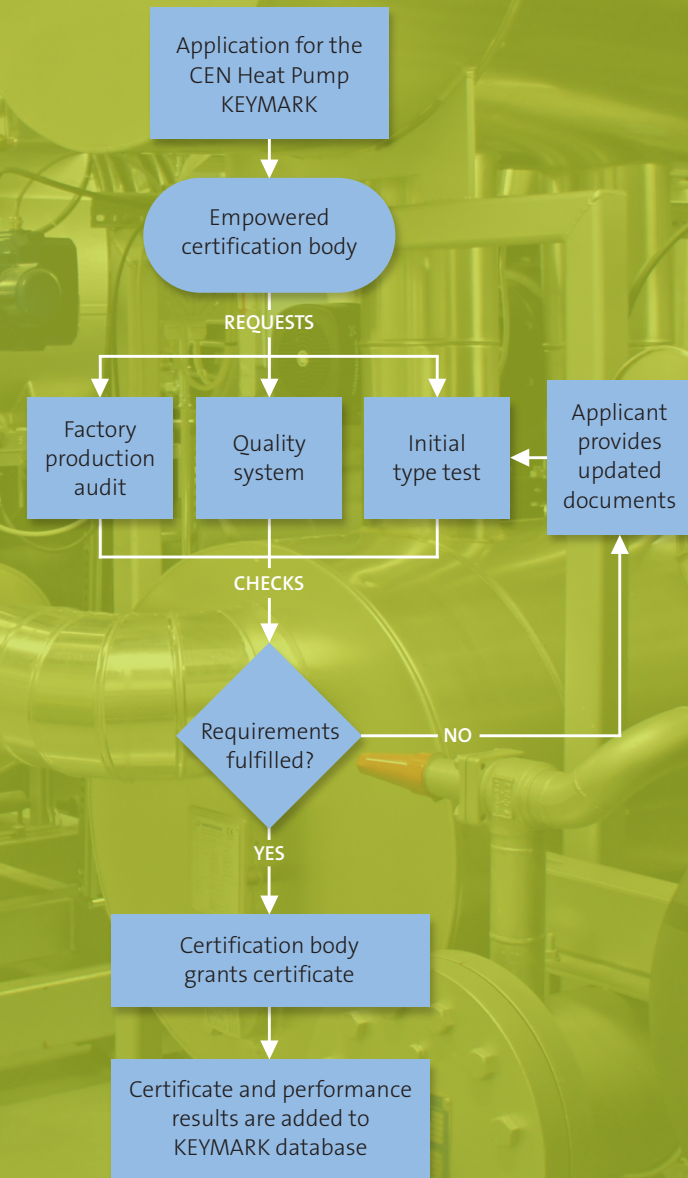 Application for the
CEN Heat Pump
KEYMARK
Empowered
certification body
REQUESTS
Factory
production
audit
Quality
system
Initial
type test
Applicant
provides
updated
documents
CHECKS
Requirements
fulfilled?
NO
YES
Certification body
grants certificate
Certificate and performance
results are added to
KEYMARK database